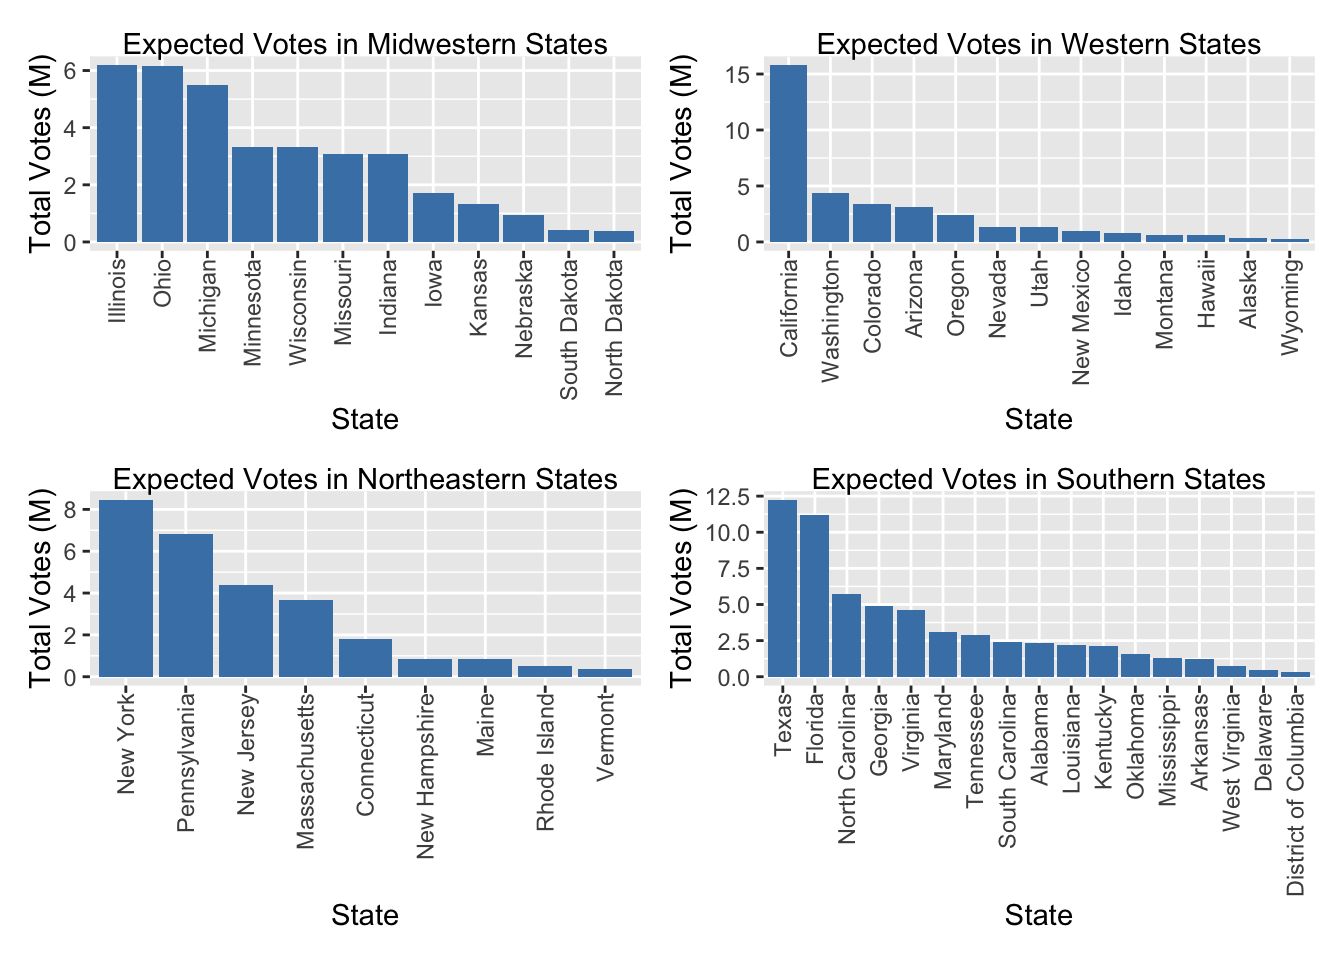 Expected Votes in Midwestern States
Total Votes (M)
6
4
2
0
Illinois
Ohio
Michigan
Minnesota
Wisconsin
Missouri
Indiana
Iowa
Kansas
Nebraska
South Dakota
North Dakota
State
Expected Votes in Western States
Total Votes (M)
15
10
5
0
California
Washington
Colorado
Arizona
Oregon
Nevada
Utah
New Mexico
Idaho
Montana
Hawaii
Alaska
Wyoming
State
Expected Votes in Northeastern States
Total Votes (M)
8
6
4
2
0
New York
Pennsylvania
New Jersey
Massachusetts
Connecticut
New Hampshire
Maine
Rhode Island
Vermont
State
Expected Votes in Southern States
Total Votes (M)
12.5
10.0
7.5
5.0
2.5
0.0
Texas
Florida
North Carolina
Georgia
Virginia
Maryland
Tennessee
South Carolina
Alabama
Louisiana
Kentucky
Oklahoma
Mississippi
Arkansas
West Virginia
Delaware
District of Columbia
State